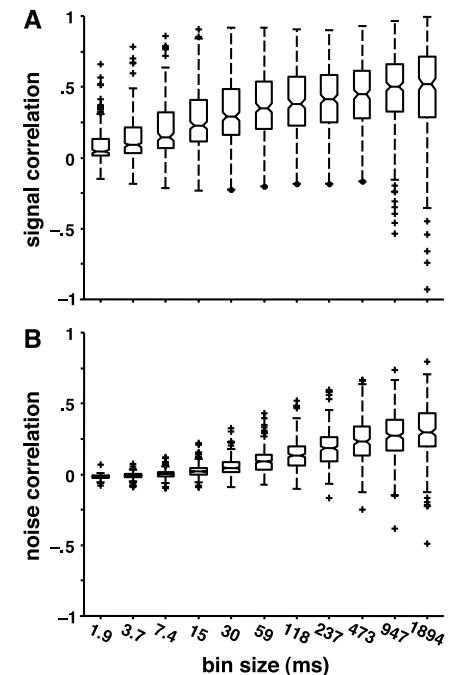 A
1
.5
0
–.5
–1
signal correlation
B
1
.5
0
–.5
–1
noise correlation
1.9 3.7 7.4 15 30 59 118 237 473 947 1894
bin size (ms)